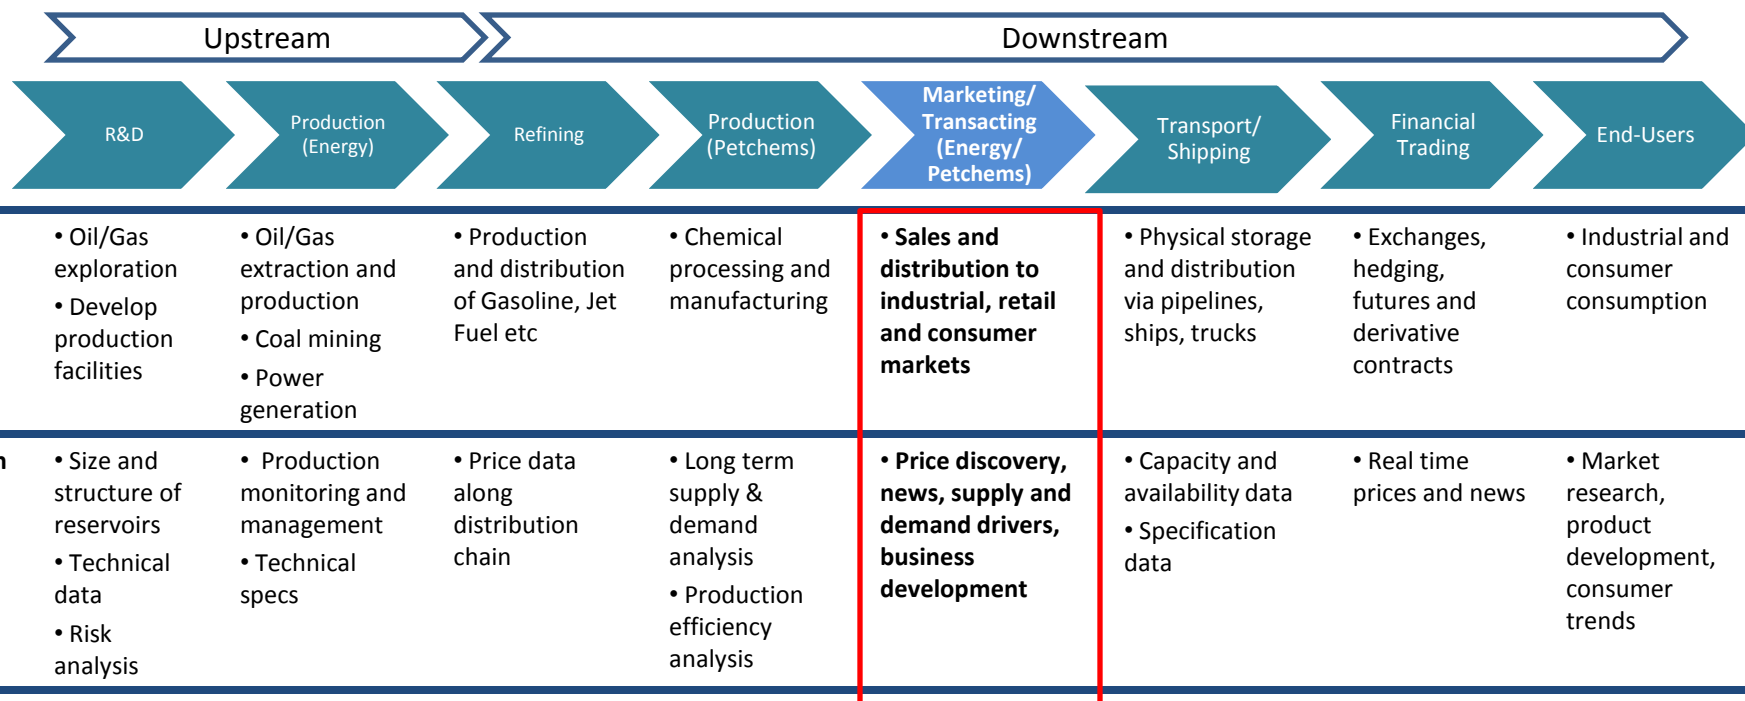 Upstream
Downstream
R&D
Production
(Energy)
Refining
Production
(Petchems)
Marketing/
Transacting
(Energy/
Petchems)
Transport/
Shipping
Financial
Trading
End-Users
• Oil/Gas
exploration
• Develop
production
facilities
• Oil/Gas
extraction and
production
• Coal mining
• Power
generation
• Production
and distribution
of Gasoline, Jet
Fuel etc
• Chemical
processing and
manufacturing
• Sales and
distribution to
industrial, retail
and consumer
markets
• Physical storage
and distribution
via pipelines,
ships, trucks
• Exchanges,
hedging,
futures and
derivative
contracts
• Industrial and
consumer
consumption
• Size and
structure of
reservoirs
• Technical
data
• Risk
analysis
• Production
monitoring and
management
• Technical
specs
• Price data
along
distribution
chain
• Long term
supply &
demand
analysis
• Production
efficiency
analysis
• Price discovery,
news, supply and
demand drivers,
business
development
• Capacity and
availability data
• Specification
data
• Real time
prices and news
• Market
research,
product
development,
consumer
trends